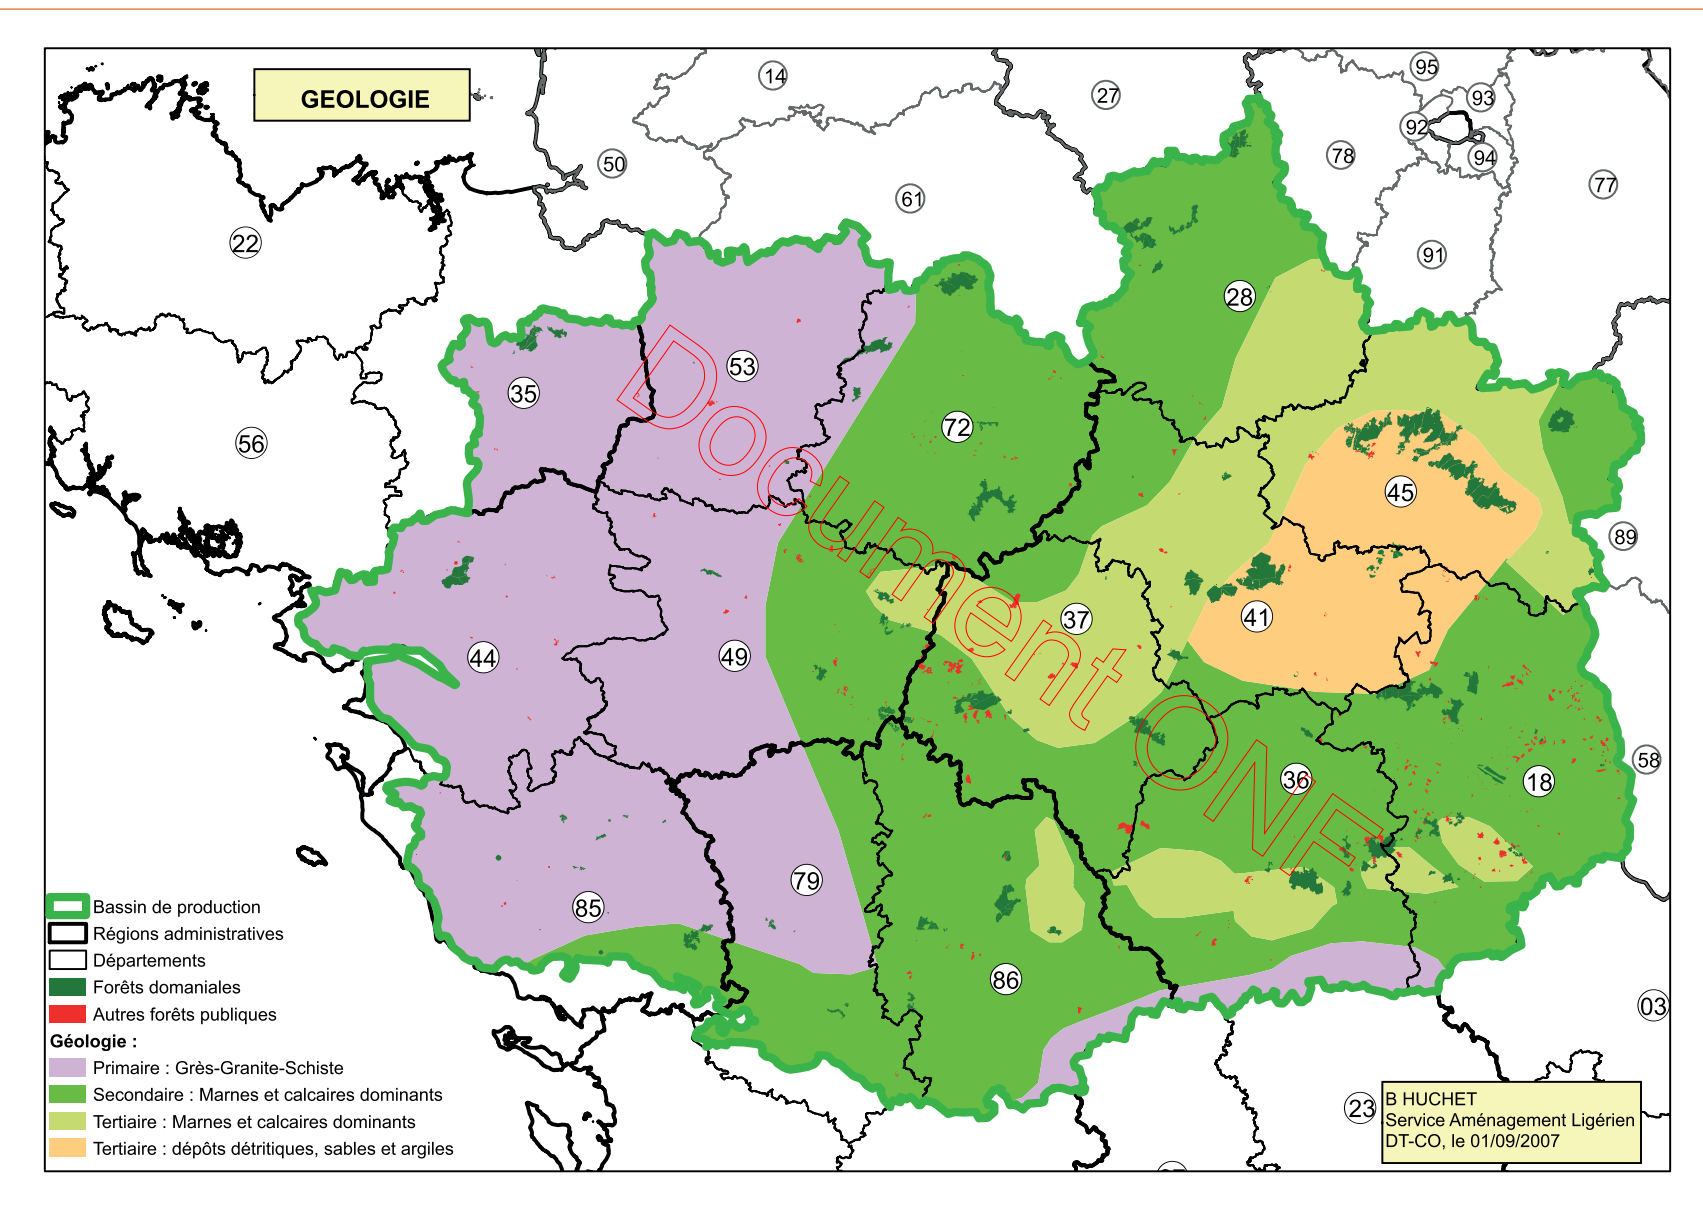 GEOLOGIE
14
27
95
93
92
94
50
78
77
61
22
91
28
53
35
72
56
45
89
37
41
44
49
58
36
18
79
85
86
03
23
Document ONF
Bassin de production
Régions administratives
Départements
Forêts domaniales
Autres forêts publiques
Géologie :
Primaire : Grès-Granite-Schiste
Secondaire : Marnes et calcaires dominants
Tertiaire : Marnes et calcaires dominants
Tertiaire : dépôts détritiques, sables et argiles
B HUCHET
Service Aménagement Ligérien
DT-CO, le 01/09/2007